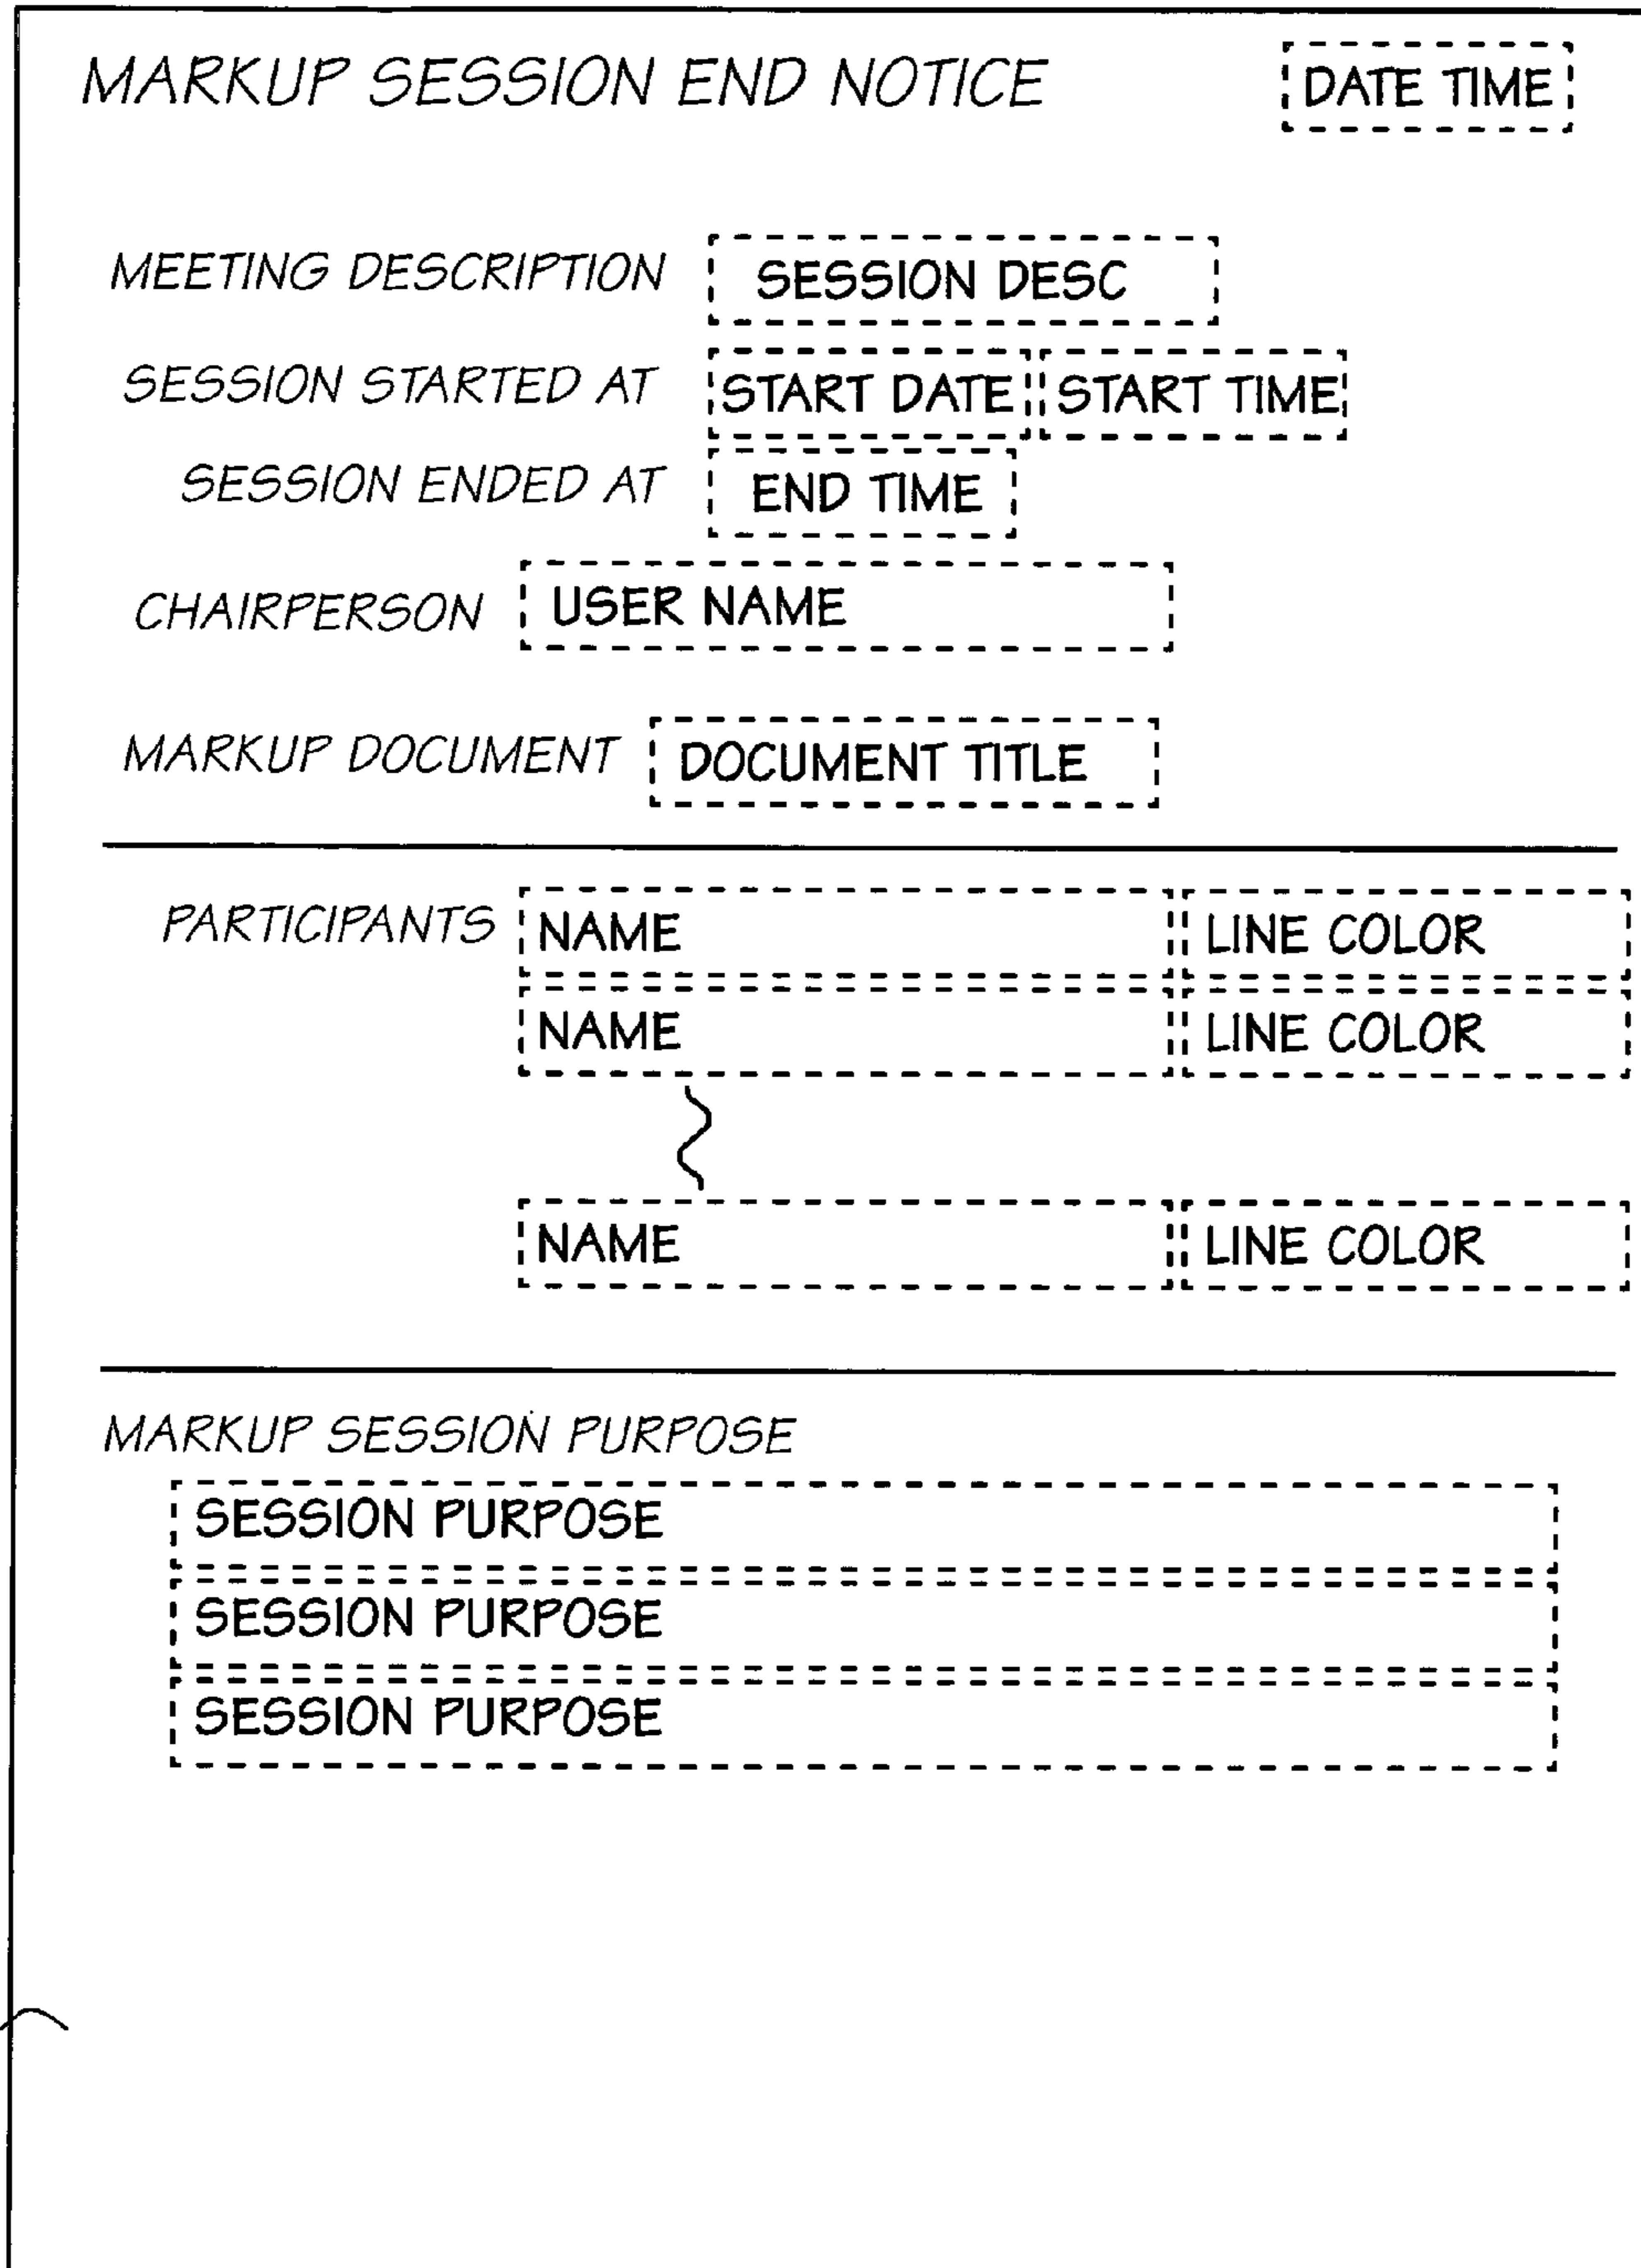 MARKUP SESSION END NOTICE DATE TIME
MEETING DESCRIPTION SESSION DESC
SESSION STARTED AT START DATE START TIME
SESSION ENDED AT END TIME
CHAIRPERSON USER NAME
MARKUP DOCUMENT DOCUMENT TITLE
PARTICIPANTS NAME LINE COLOR
NAME LINE COLOR
NAME LINE COLOR
MARKUP SESSION PURPOSE
SESSION PURPOSE
SESSION PURPOSE
SESSION PURPOSE